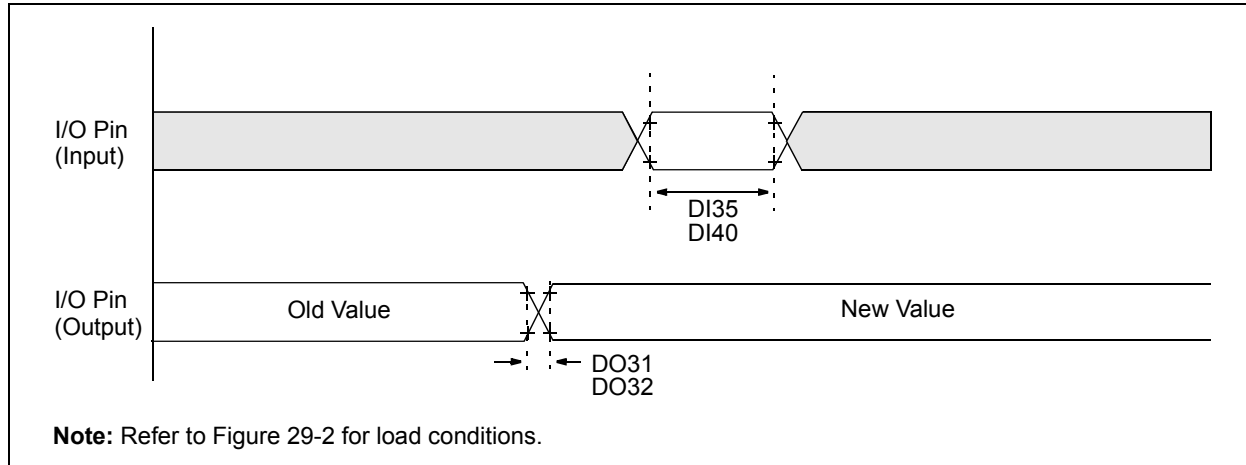 I/O Pin
(Input)
DI35
DI40
I/O Pin
(Output)
Old Value
New Value
DO31
DO32
Note: Refer to Figure 29-2 for load conditions.